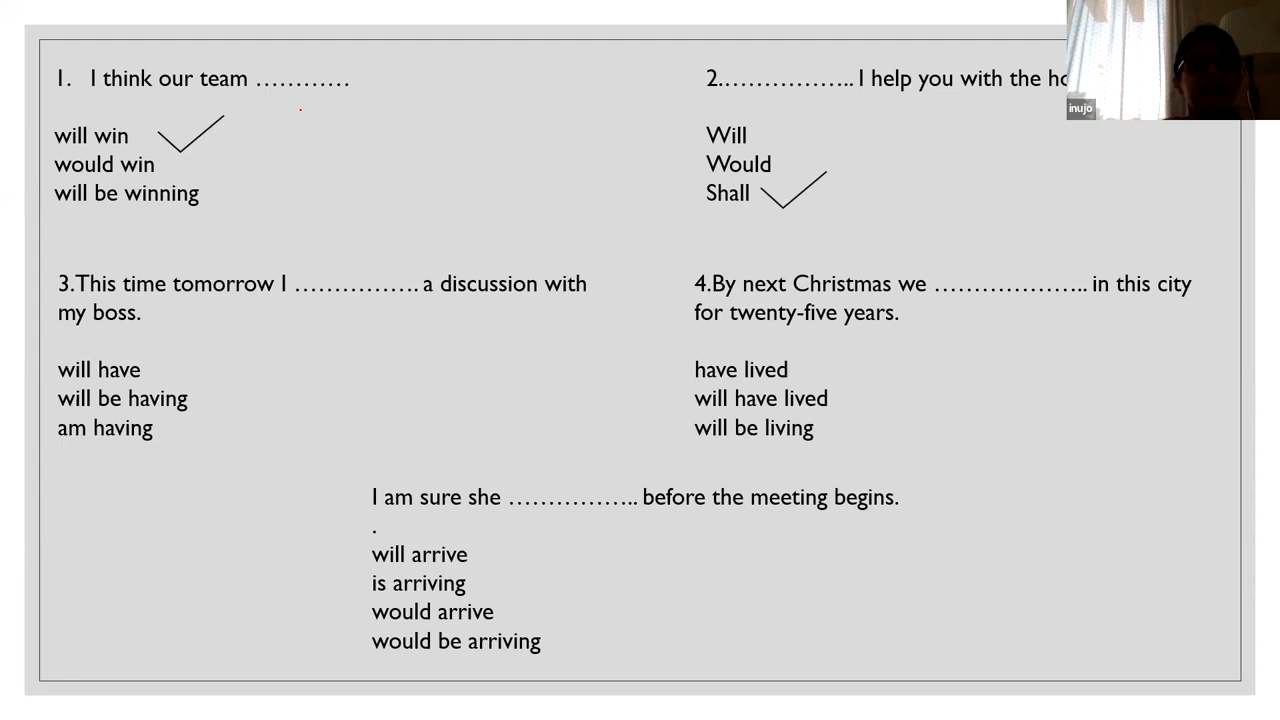 1. I think our team …………
will win
would win
will be winning
2.…………….. I help you with the
Will
Would
Shall
3.This time tomorrow I ……………. a discussion with
my boss.
will have
will be having
am having
4.By next Christmas we ……………….. in this city
for twenty-five years.
have lived
will have lived
will be living
I am sure she …………….. before the meeting begins.
.
will arrive
is arriving
would arrive
would be arriving
inujo